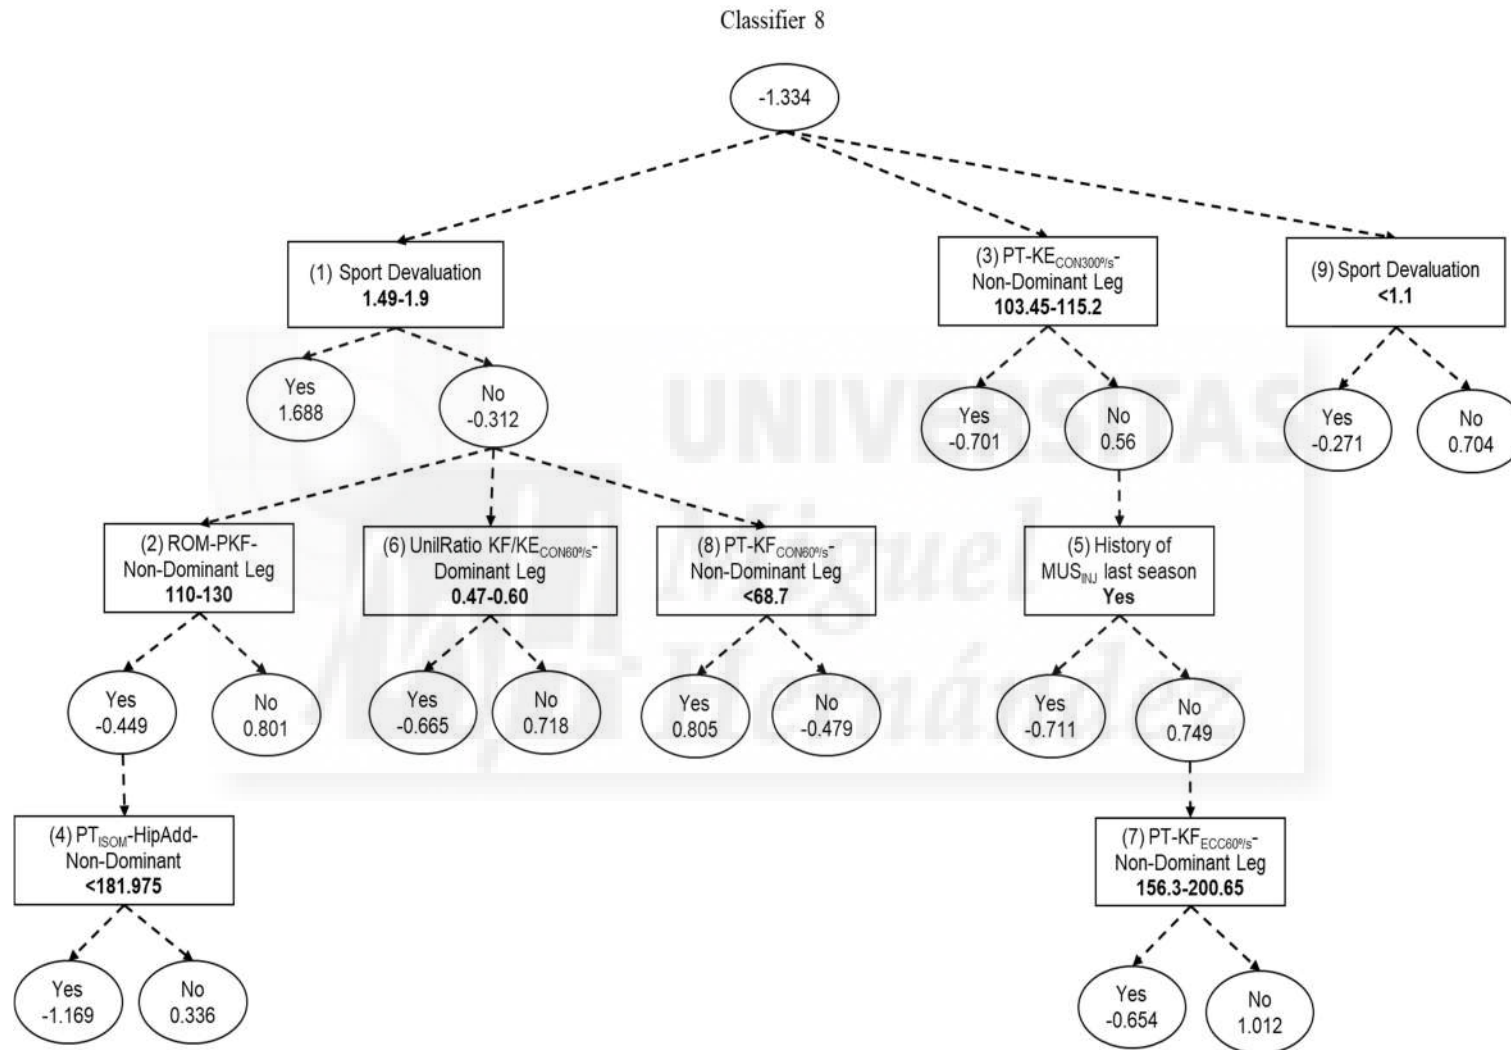 Classifier 8
-1.334
(1) Sport Devaluation
1.49-1.9
(3) PT-KECON300º/s-
Non-Dominant Leg
103.45-115.2
(9) Sport Devaluation
<1.1
Yes
1.688
No
-0.312
Yes
-0.701
No
0.56
Yes
-0.271
No
0.704
UNIVERSITAS
Miguel
Hernández
(2) ROM-PKF-
Non-Dominant Leg
110-130
(6) UnilRatio KF/KECON60º/s-
Dominant Leg
0.47-0.60
(8) PT-KFCON60º/s-
Non-Dominant Leg
<68.7
(5) History of
MUSINJ last season
Yes
Yes
-0.449
No
0.801
Yes
-0.665
No
0.718
Yes
0.805
No
-0.479
Yes
-0.711
No
0.749
(4) PTISOM-HipAdd-
Non-Dominant
<181.975
(7) PT-KFECC60º/s-
Non-Dominant Leg
156.3-200.65
Yes
-1.169
No
0.336
Yes
-0.654
No
1.012